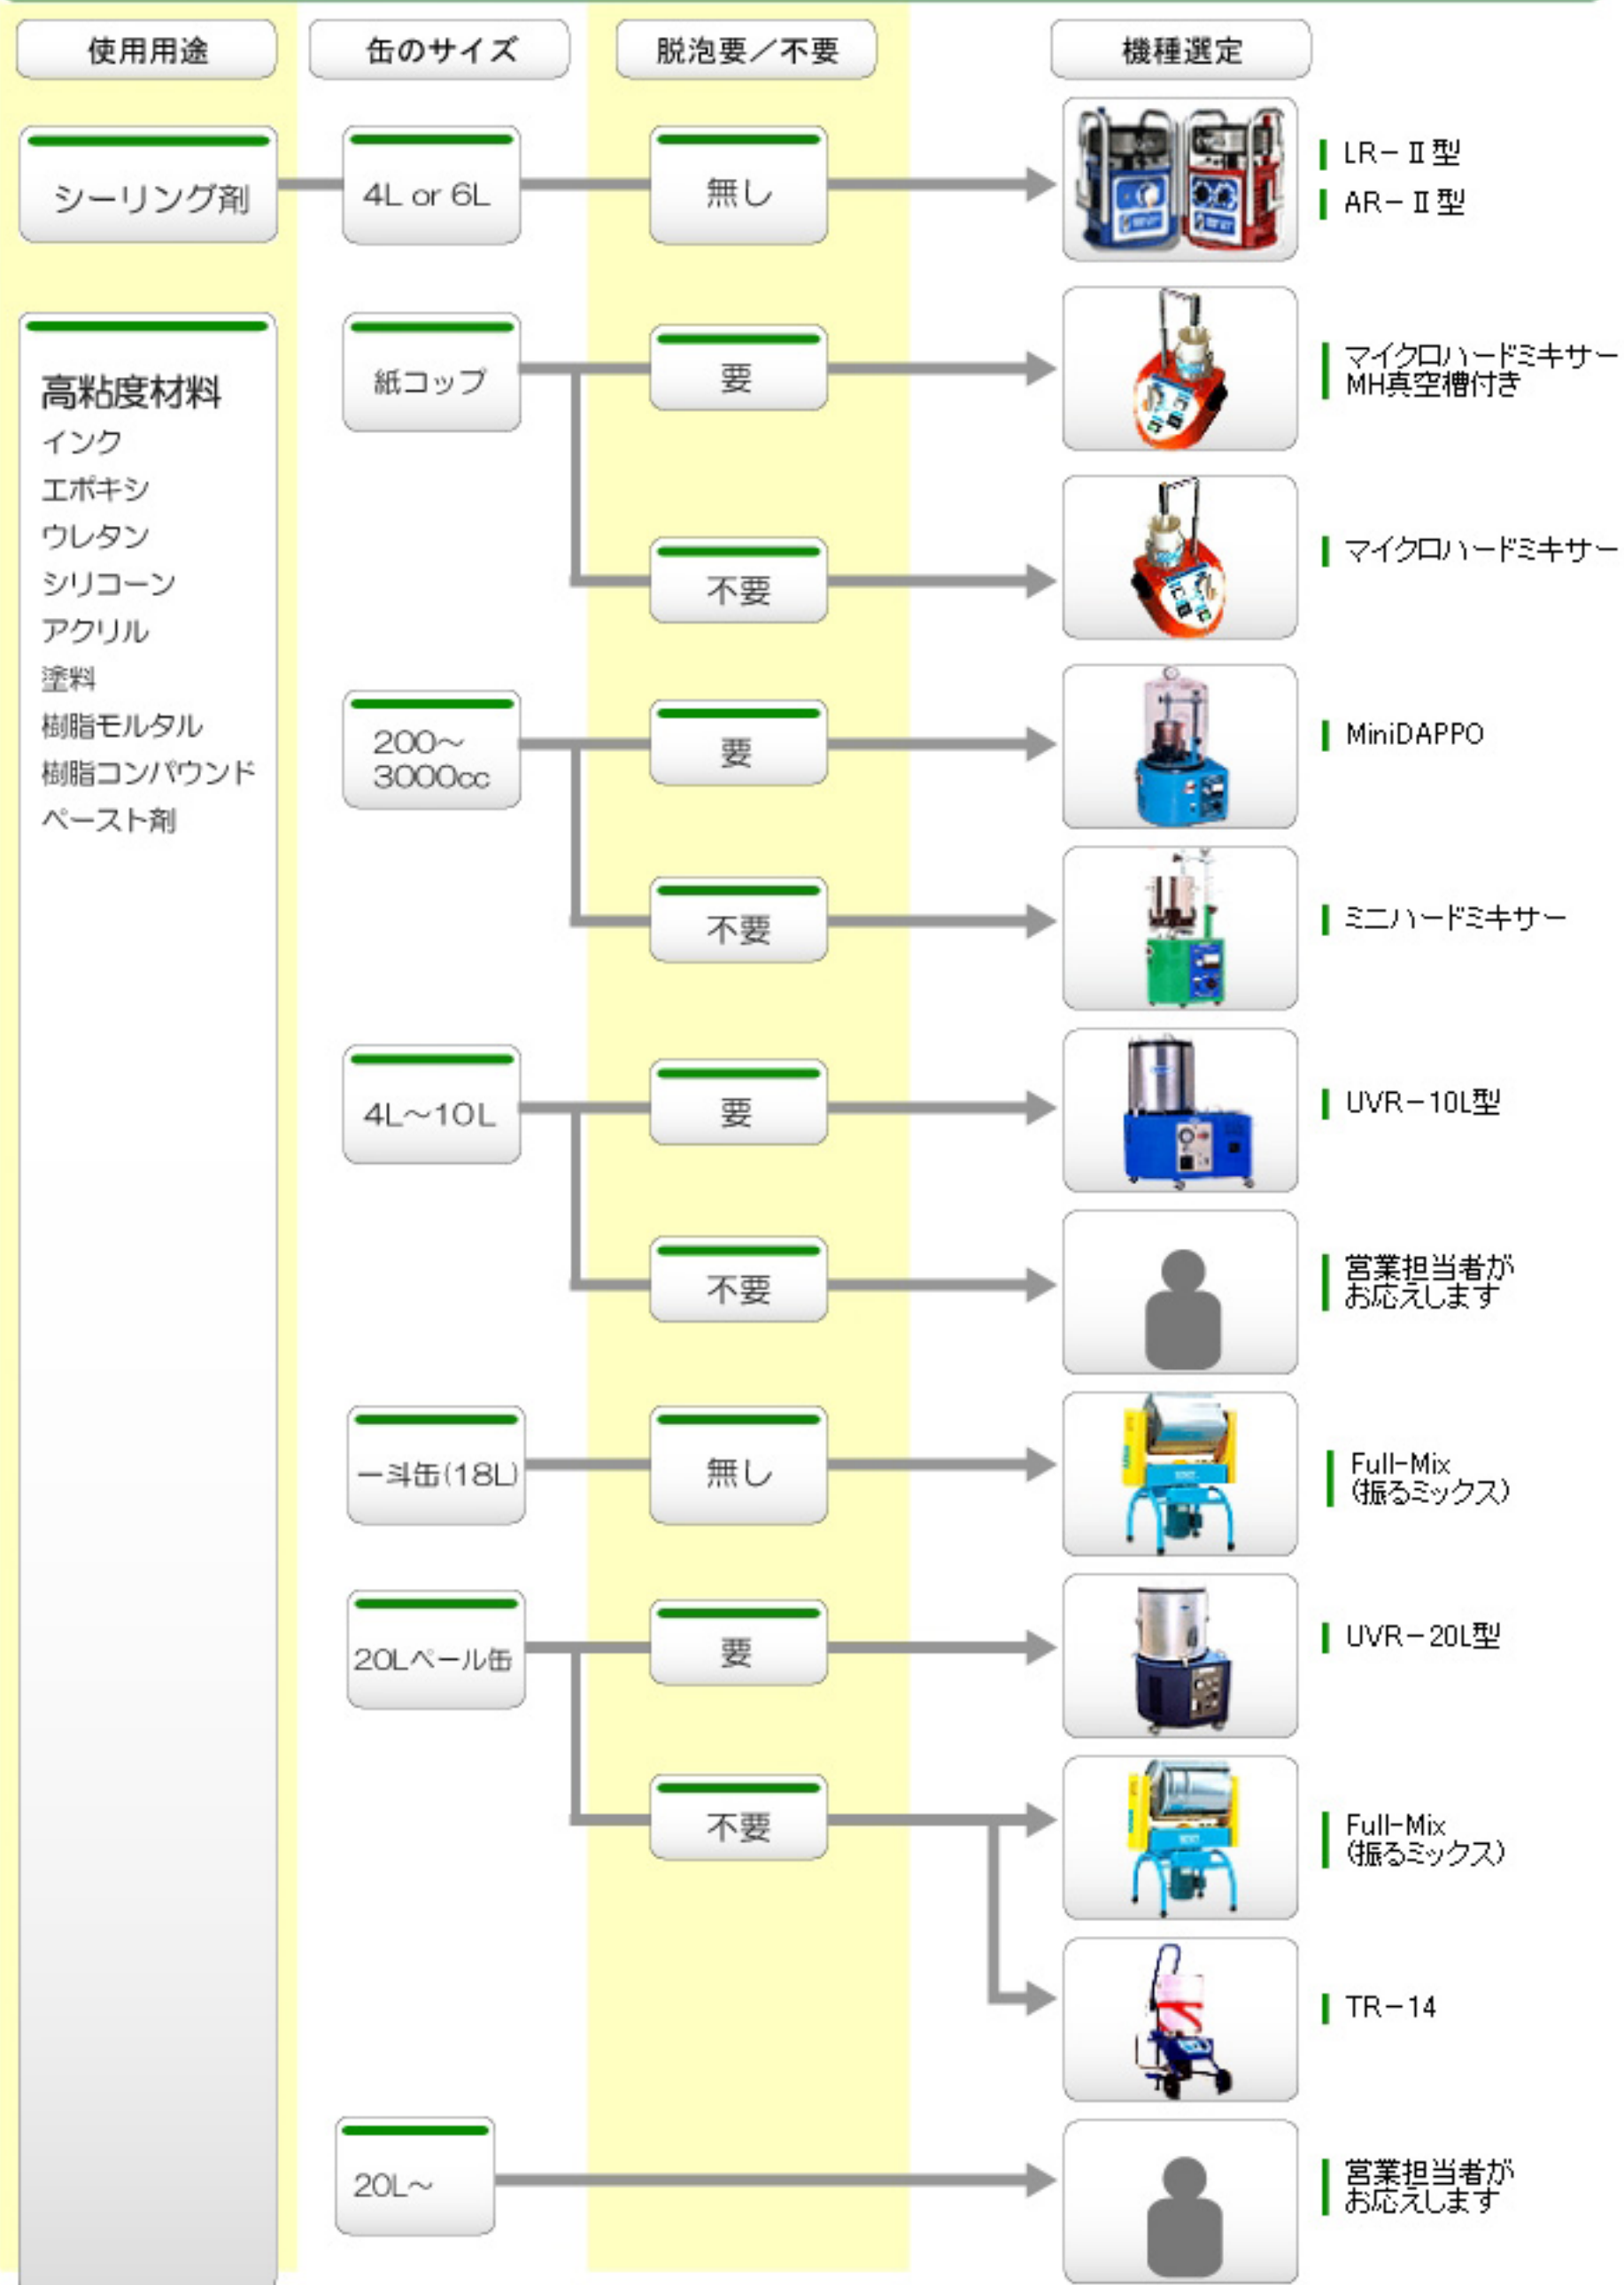 使用用途
缶のサイズ
脱泡要／不要
機種選定
シーリング剤
4L or 6L
無し
LR－Ⅱ型
AR－Ⅱ型
高粘度材料
インク
エポキシ
ウレタン
シリコーン
アクリル
塗料
樹脂モルタル
樹脂コンパウンド
ペースト剤
紙コップ
要
マイクロハードミキサー
MH真空槽付き
不要
マイクロハードミキサー
200～
3000cc
要
MiniDAPPO
不要
ミニハードミキサー
4L～10L
要
UVR－10L型
不要
営業担当者が
お応えします
一斗缶(18L)
無し
Full-Mix
(振るミックス)
20Lペール缶
要
UVR－20L型
不要
Full-Mix
(振るミックス)
TR－14
20L～
営業担当者が
お応えします